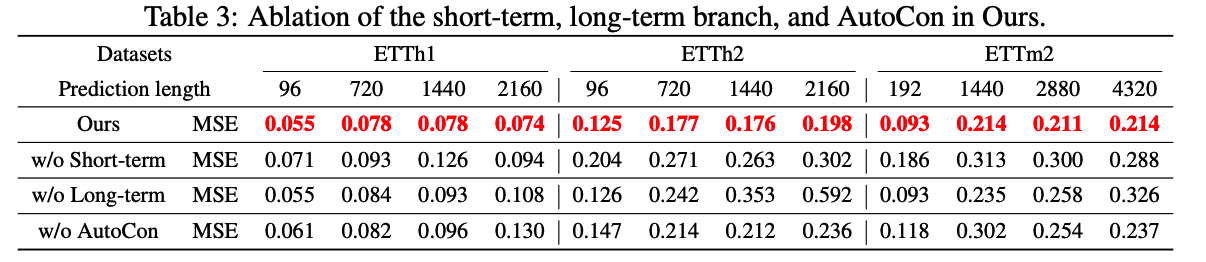 Table 3: Ablation of the short-term, long-term branch, and AutoCon in Ours.
Datasets ETTh1 ETTh2 ETTm2
Prediction length 96 720 1440 2160 96 720 1440 2160 192 1440 2880 4320
Ours MSE 0.055 0.078 0.078 0.074 0.125 0.177 0.176 0.198 0.093 0.214 0.211 0.214
w/o Short-term MSE 0.071 0.093 0.126 0.094 0.204 0.271 0.263 0.302 0.186 0.313 0.300 0.288
w/o Long-term MSE 0.055 0.084 0.093 0.108 0.126 0.242 0.353 0.592 0.093 0.235 0.258 0.326
w/o AutoCon MSE 0.061 0.082 0.096 0.130 0.147 0.214 0.212 0.236 0.118 0.302 0.254 0.237